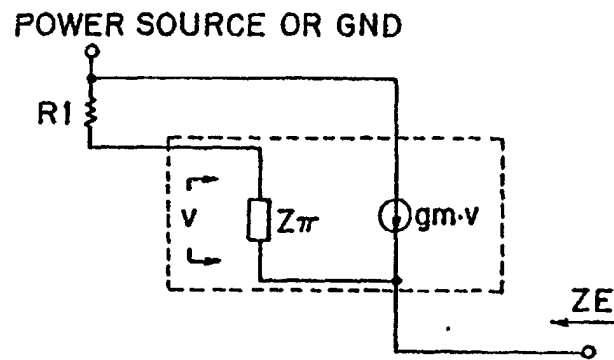 POWER SOURCE OR GND
R1
v
Zπ
gm·v
ZE